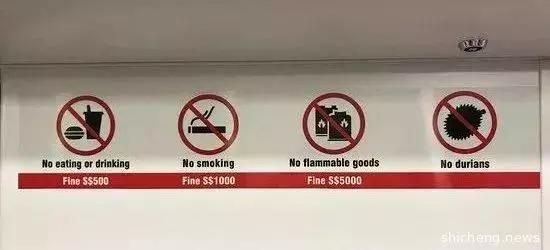 No eating or drinking
No smoking
No flammable goods
No durians
Fine S$500
Fine S$1000
Fine S$5000
shicheng.news